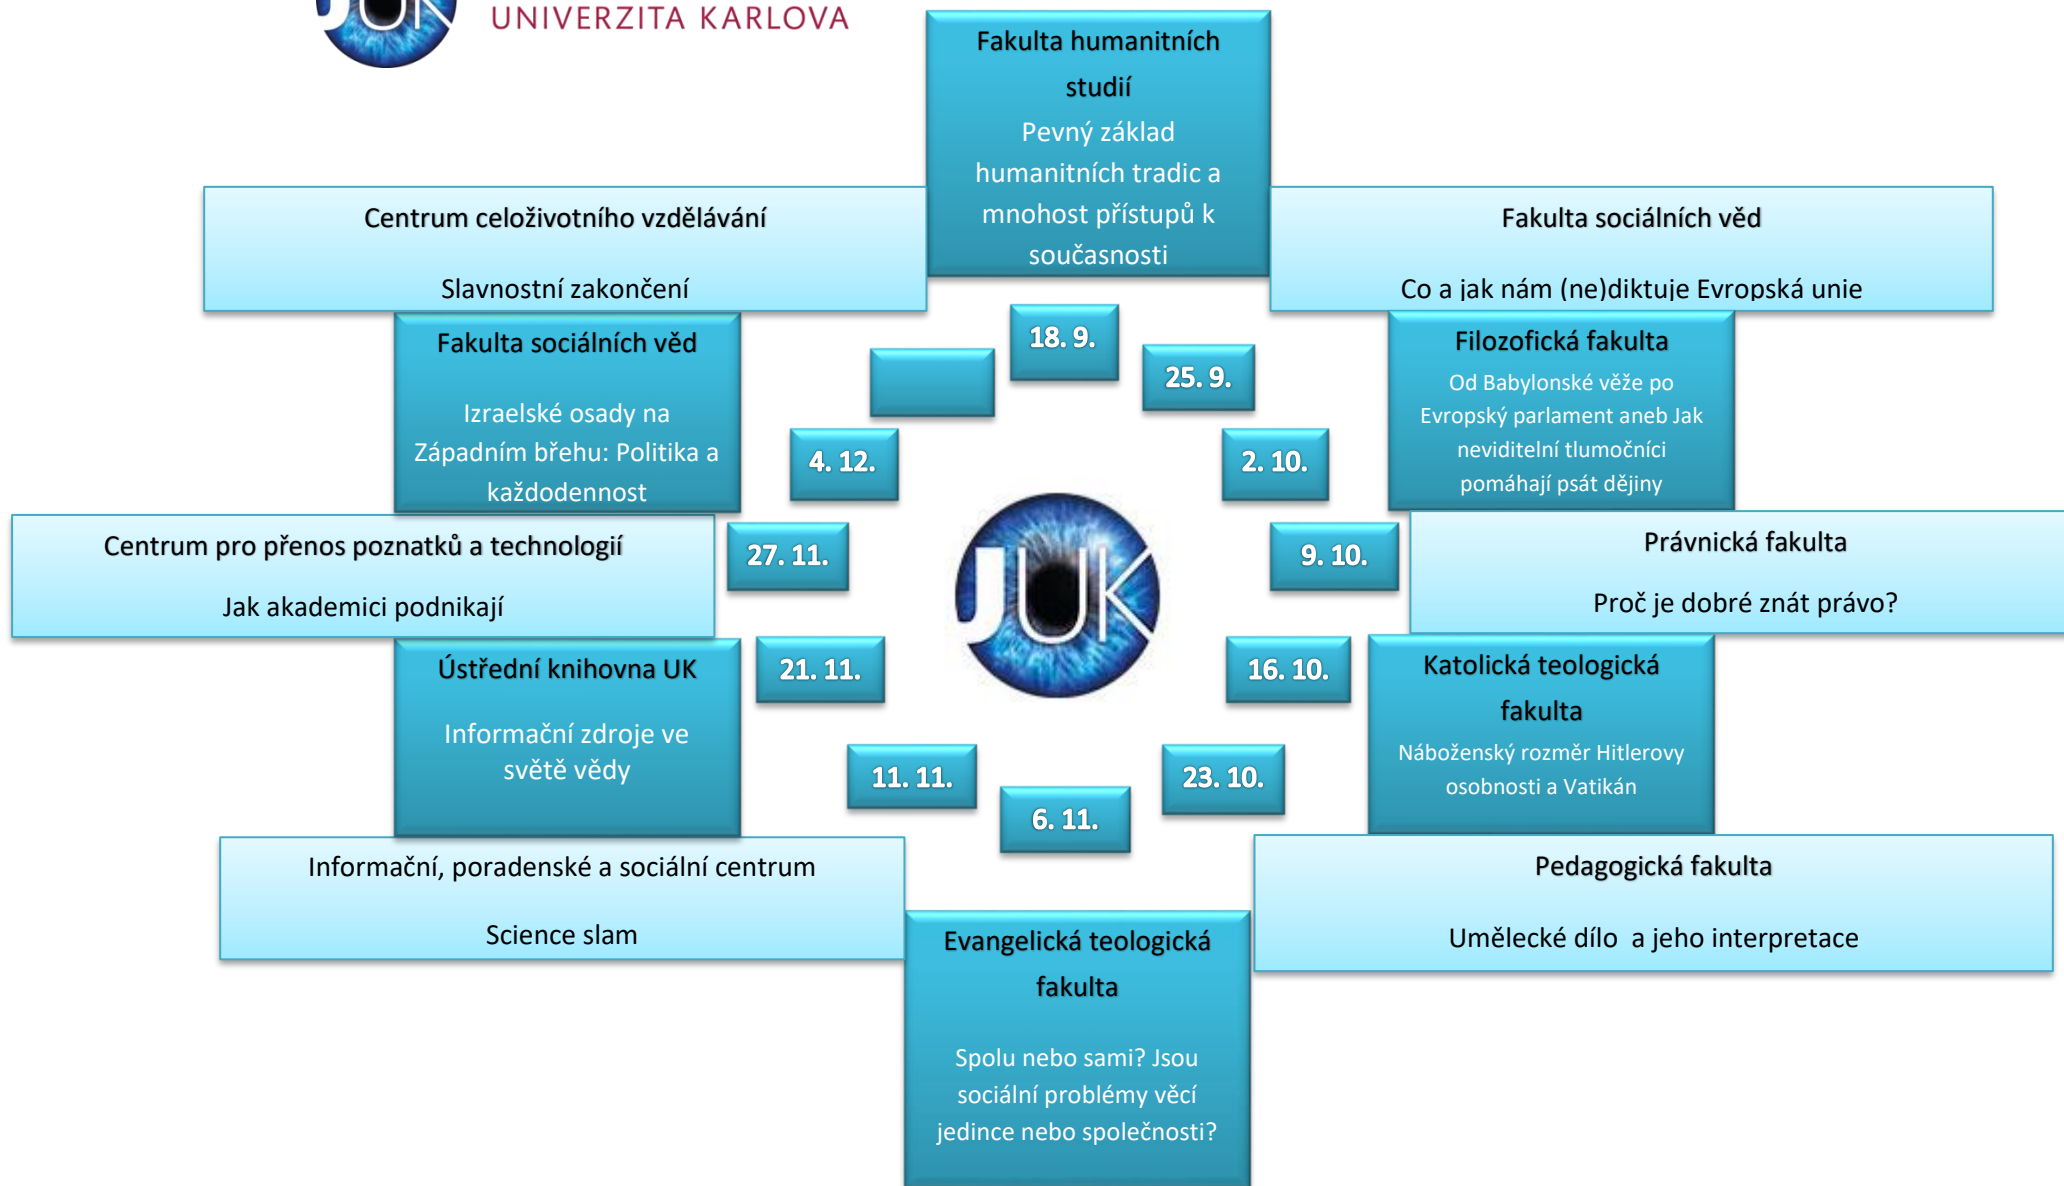 JUK
UNIVERZITA KARLOVA
Fakulta humanitních
studií
Pevný základ
humanitních tradic a
mnohost přístupů k
současnosti
Centrum celoživotního vzdělávání
Slavnostní zakončení
Fakulta sociálních věd
Co a jak nám (ne)diktuje Evropská unie
Fakulta sociálních věd
Izraelské osady na
Západním břehu: Politika a
každodennost
18. 9.
25. 9.
Filozofická fakulta
Od Babylonské věže po
Evropský parlament aneb Jak
neviditelní tlumočníci
pomáhají psát dějiny
4. 12.
2. 10.
Centrum pro přenos poznatků a technologií
Jak akademici podnikají
27. 11.
JUK
9. 10.
Právnická fakulta
Proč je dobré znát právo?
Ústřední knihovna UK
Informační zdroje ve
světě vědy
21. 11.
16. 10.
Katolická teologická
fakulta
Náboženský rozměr Hitlerovy
osobnosti a Vatikán
11. 11.
6. 11.
23. 10.
Informační, poradenské a sociální centrum
Science slam
Pedagogická fakulta
Umělecké dílo  a jeho interpretace
Evangelická teologická
fakulta
Spolu nebo sami? Jsou
sociální problémy věcí
jedince nebo společnosti?